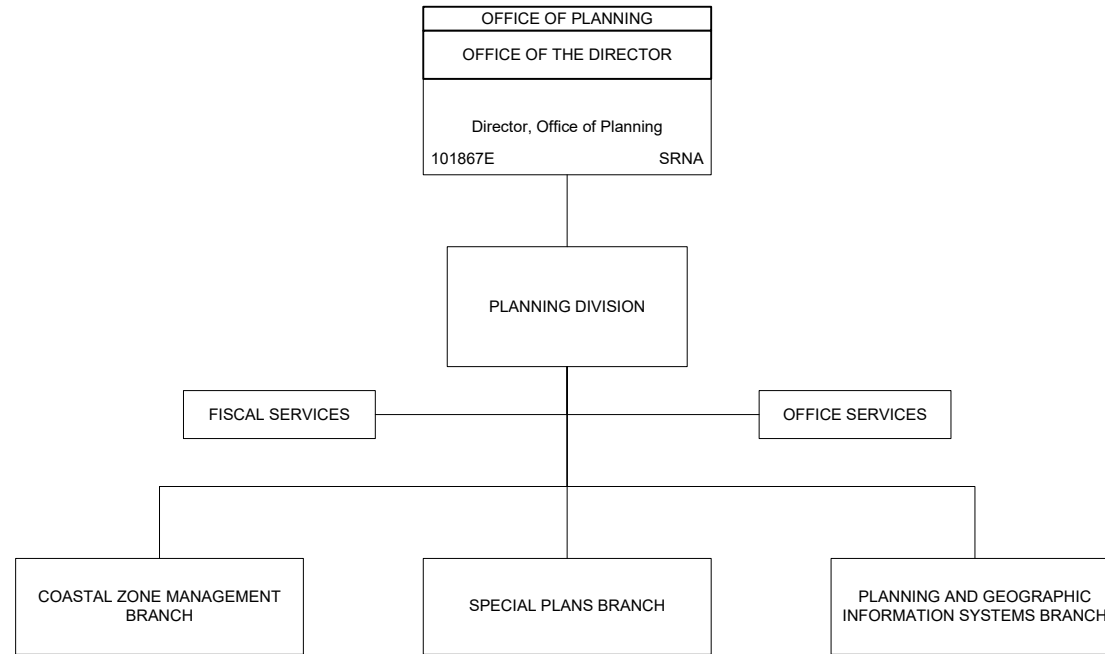 OFFICE OF PLANNING
OFFICE OF THE DIRECTOR
Director, Office of Planning
101867E SRNA
PLANNING DIVISION
FISCAL SERVICES
OFFICE SERVICES
COASTAL ZONE MANAGEMENT
BRANCH
SPECIAL PLANS BRANCH
PLANNING AND GEOGRAPHIC
INFORMATION SYSTEMS BRANCH